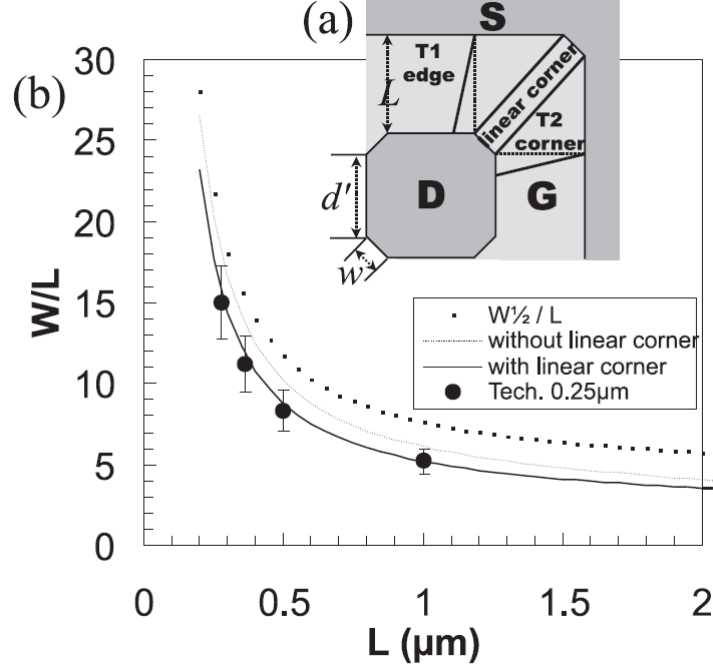 (a)
S
T1
edge
L
linear corner
T2
corner
d'
D
G
w
(b)
W/L
30
25
20
15
10
5
0
W½ / L
without linear corner
with linear corner
Tech. 0.25µm
0
0.5
1
1.5
2
L (µm)